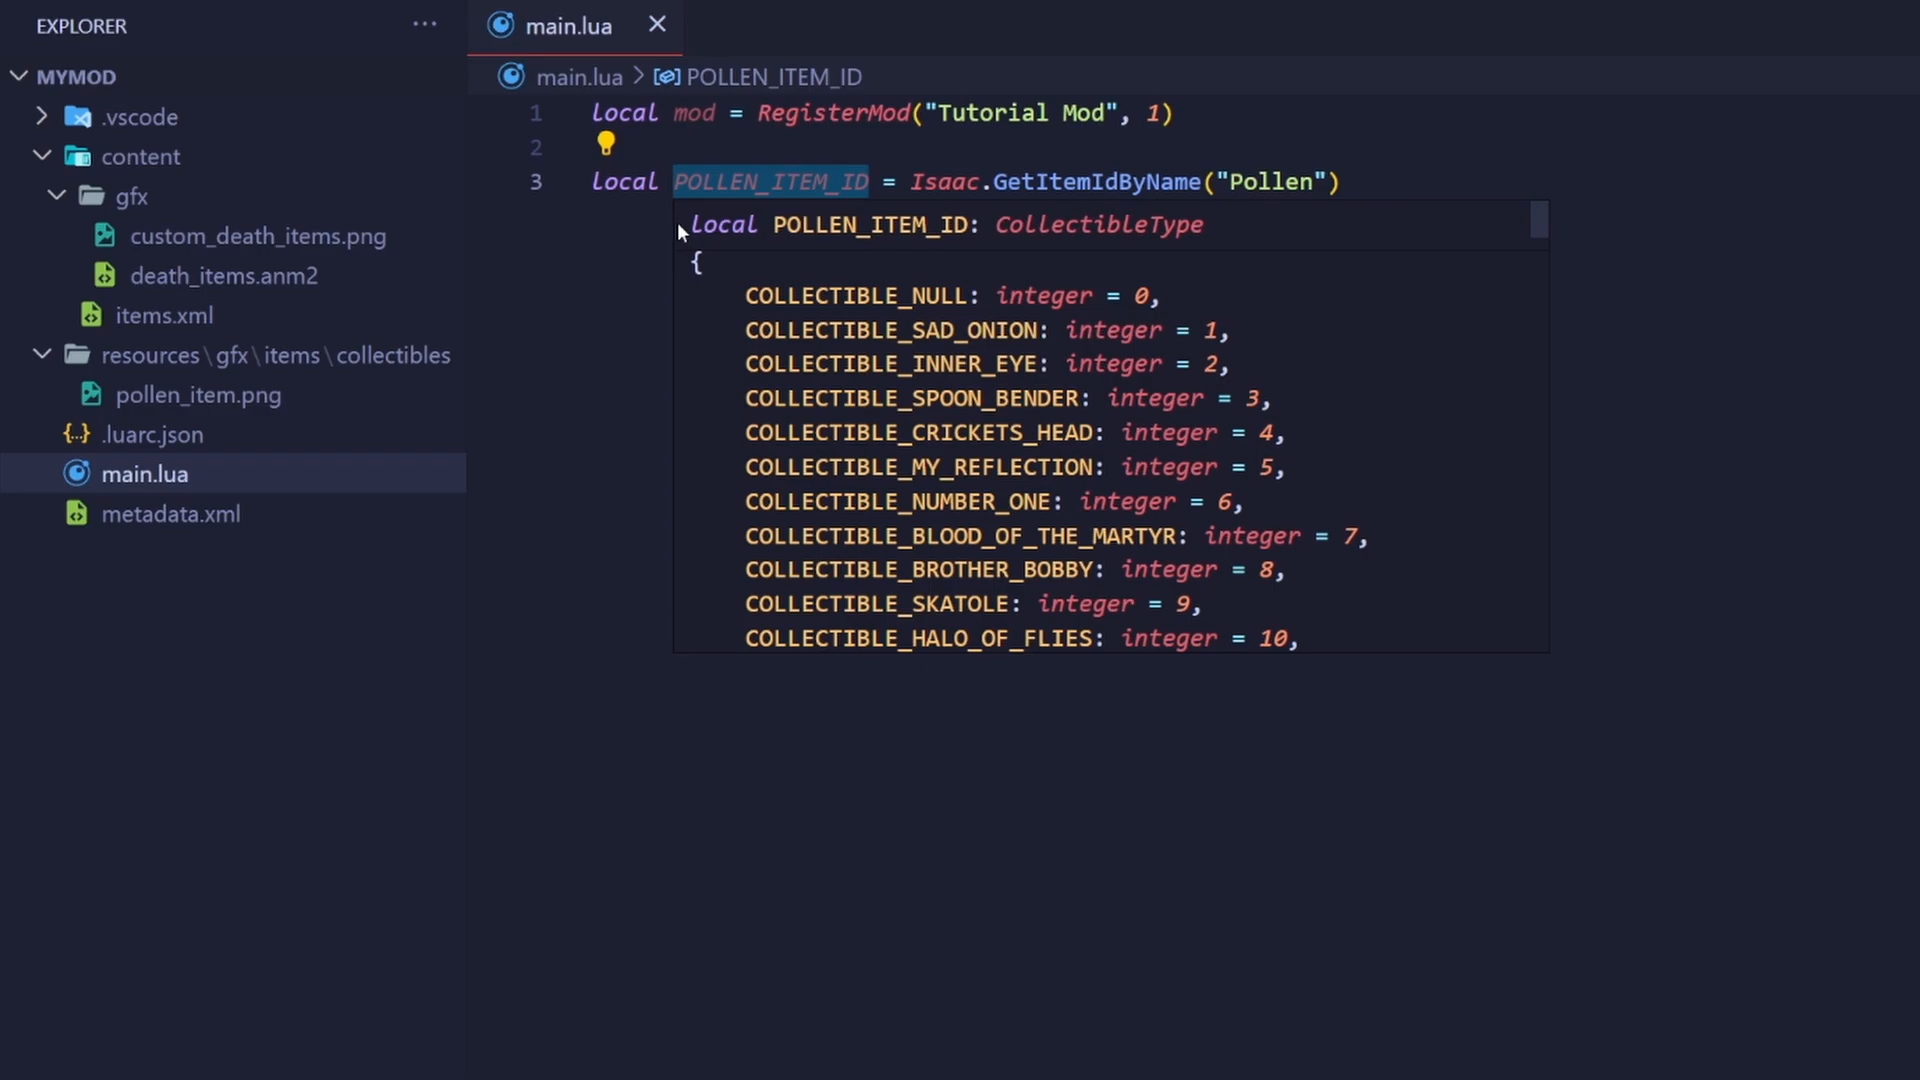 EXPLORER
···
MYMOD
.vscode
content
gfx
custom_death_items.png
death_items.anm2
items.xml
resources\gfx\items\collectibles
pollen_item.png
{..} .luarc.json
main.lua
metadata.xml
main.lua
main.lua > POLLEN_ITEM_ID
1 local mod = RegisterMod("Tutorial Mod", 1)
2
3 local POLLEN_ITEM_ID = Isaac.GetItemIdByName("Pollen")
local POLLEN_ITEM_ID: CollectibleType
{
COLLECTIBLE_NULL: integer = 0,
COLLECTIBLE_SAD_ONION: integer = 1,
COLLECTIBLE_INNER_EYE: integer = 2,
COLLECTIBLE_SPOON_BENDER: integer = 3,
COLLECTIBLE_CRICKETS_HEAD: integer = 4,
COLLECTIBLE_MY_REFLECTION: integer = 5,
COLLECTIBLE_NUMBER_ONE: integer = 6,
COLLECTIBLE_BLOOD_OF_THE_MARTYR: integer = 7,
COLLECTIBLE_BROTHER_BOBBY: integer = 8,
COLLECTIBLE_SKATOLE: integer = 9,
COLLECTIBLE_HALO_OF_FLIES: integer = 10,